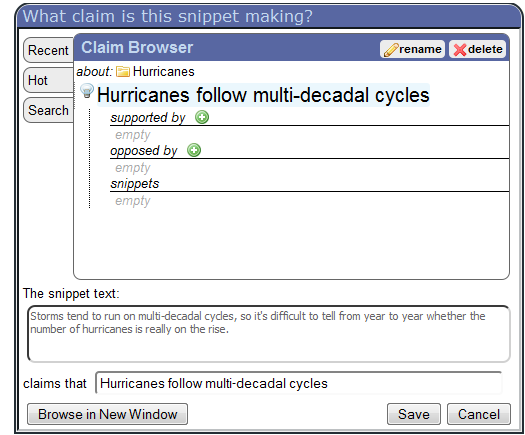 What claim is this snippet making?
Recent
Hot
Search
Claim Browser
rename
delete
about: Hurricanes
Hurricanes follow multi-decadal cycles
supported by
empty
opposed by
empty
snippets
empty
The snippet text:
Storms tend to run on multi-decadal cycles, so it's difficult to tell from year to year whether the
number of hurricanes is really on the rise.
claims that Hurricanes follow multi-decadal cycles
Browse in New Window
Save
Cancel